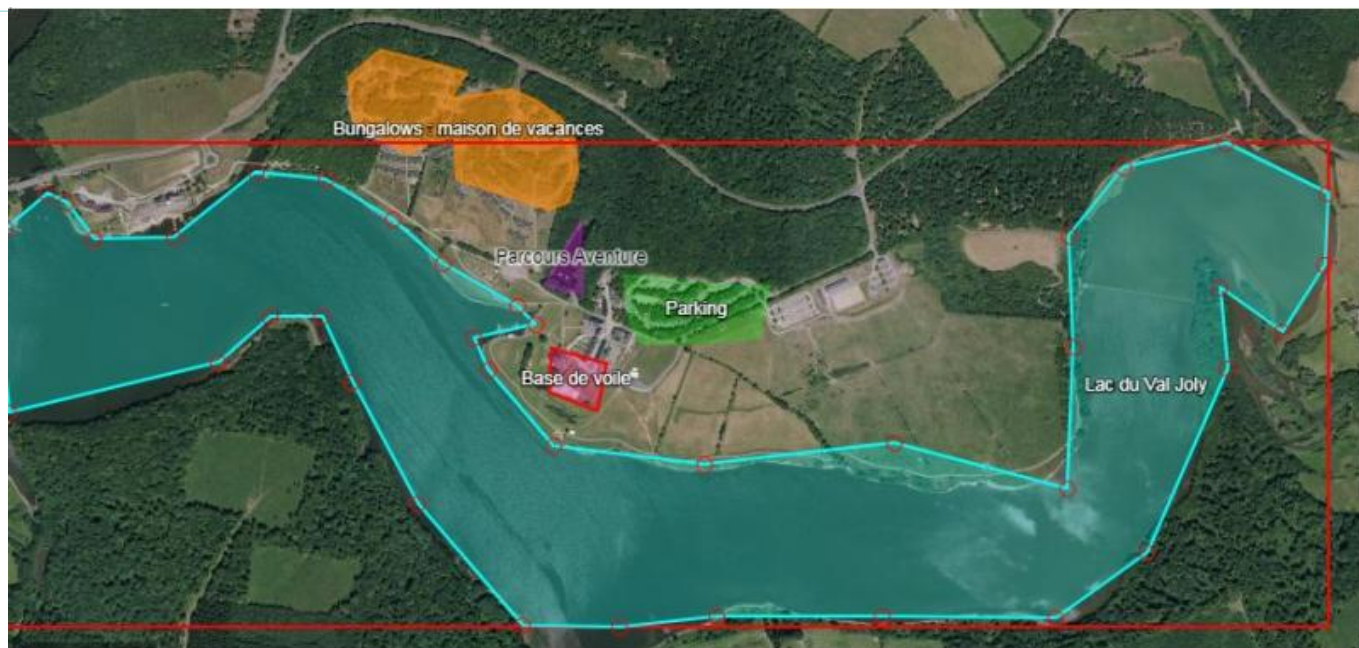 Bungalows - maison de vacances
Parcours Aventure
Parking
Base de voile
Lac du Val Joly